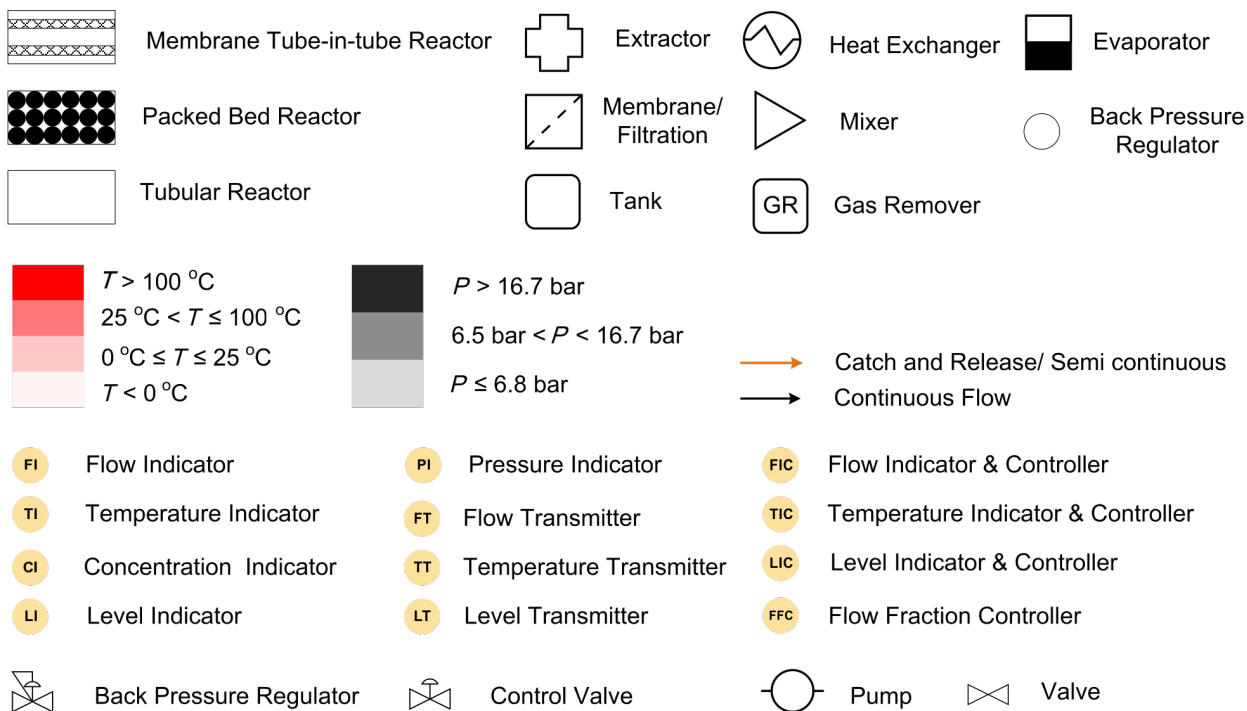 Membrane Tube-in-tube Reactor
Extractor
Heat Exchanger
Evaporator
Packed Bed Reactor
Membrane/
Filtration
Mixer
Back Pressure
Regulator
Tubular Reactor
Tank
GR
Gas Remover
T > 100 °C
25 °C < T ≤ 100 °C
0 °C ≤ T ≤ 25 °C
T < 0 °C
P > 16.7 bar
6.5 bar < P < 16.7 bar
P ≤ 6.8 bar
Catch and Release/ Semi continuous
Continuous Flow
FI Flow Indicator
PI Pressure Indicator
FIC Flow Indicator & Controller
TI Temperature Indicator
FT Flow Transmitter
TIC Temperature Indicator & Controller
CI Concentration Indicator
TT Temperature Transmitter
LIC Level Indicator & Controller
LI Level Indicator
LT Level Transmitter
FFC Flow Fraction Controller
Back Pressure Regulator
Control Valve
Pump
Valve